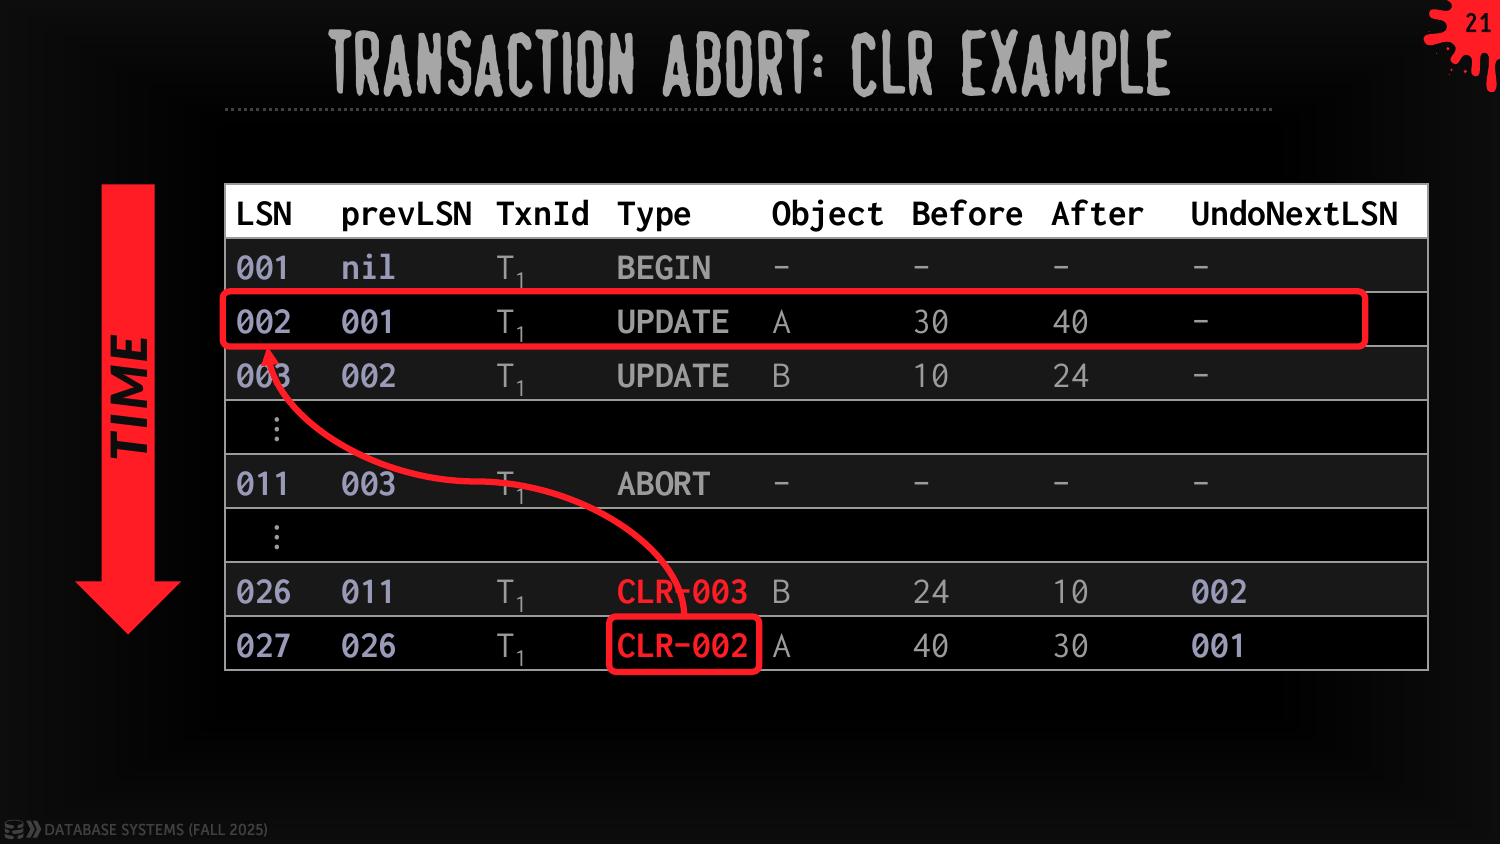 21
TRANSACTION ABORT: CLR EXAMPLE
TIME
LSN prevLSN TxnId Type Object Before After UndoNextLSN
001 nil T1 BEGIN - - - -
002 001 T1 UPDATE A 30 40 -
003 002 T1 UPDATE B 10 24 -
⋮
011 003 T1 ABORT - - - -
⋮
026 011 T1 CLR-003 B 24 10 002
027 026 T1 CLR-002 A 40 30 001
DATABASE SYSTEMS (FALL 2025)